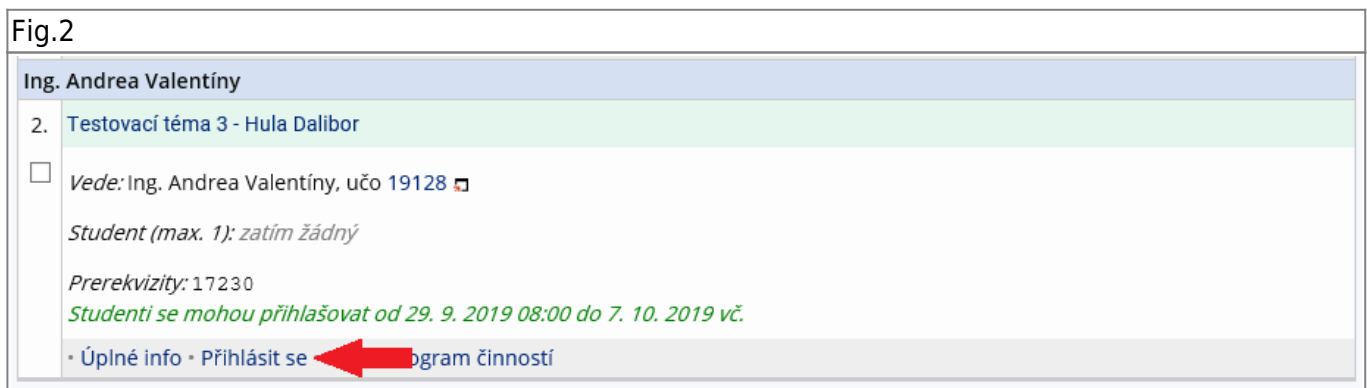 Fig.2
Ing. Andrea Valentíny
2. Testovací téma 3 - Hula Dalibor
Vede: Ing. Andrea Valentíny, učo 19128
Student (max. 1): zatím žádný
Prerekvizity: 17230
Studenti se mohou přihlašovat od 29. 9. 2019 08:00 do 7. 10. 2019 vč.
• Úplné info • Přihlásit se ogram činností